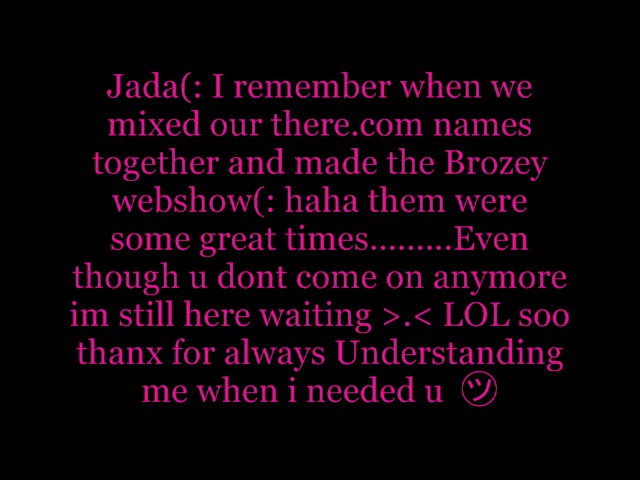 Jada(: I remember when we
mixed our there.com names
together and made the Brozey
webshow(: haha them were
some great times.........Even
though u dont come on anymore
im still here waiting >.< LOL soo
thanx for always Understanding
me when i needed u ㋡